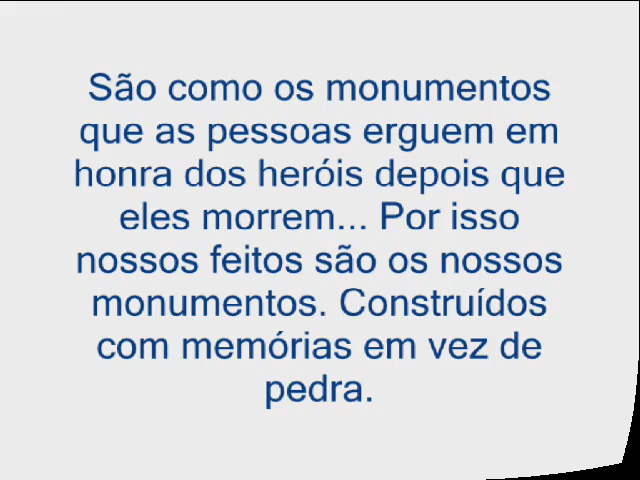 São como os monumentos
que as pessoas erguem em
honra dos heróis depois que
eles morrem... Por isso
nossos feitos são os nossos
monumentos. Construídos
com memórias em vez de
pedra.